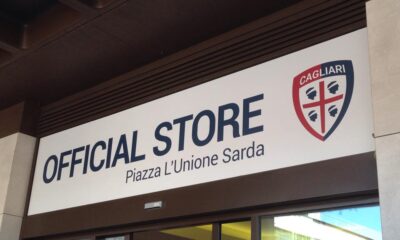 OFFICIAL STORE
Piazza L'Unione Sarda
CAGLIARI